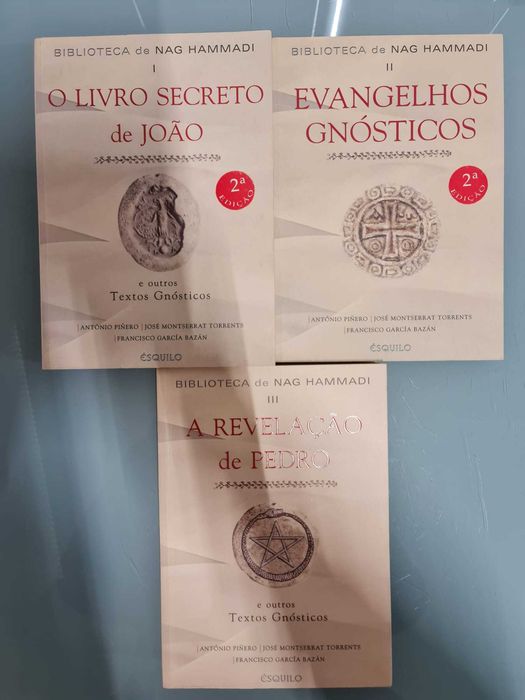 BIBLIOTECA de NAG HAMMADI
I
O LIVRO SECRETO
de JOÃO
2ª
EDIÇÃO
e outros
Textos Gnósticos
|ANTÓNIO PIÑERO |JOSÉ MONTSERRAT TORRENTS
|FRANCISCO GARCÍA BAZÁN
ÉSQUILO
BIBLIOTECA de NAG HAMMADI
II
EVANGELHOS
GNÓSTICOS
2ª
EDIÇÃO
|ANTÓNIO PIÑERO |JOSÉ MONTSERRAT TORRENTS
|FRANCISCO GARCÍA BAZÁN
ÉSQUILO
BIBLIOTECA de NAG HAMMADI
III
A REVELAÇÃO
de PEDRO
e outros
Textos Gnósticos
|ANTÓNIO PIÑERO |JOSÉ MONTSERRAT TORRENTS
|FRANCISCO GARCÍA BAZÁN
ÉSQUILO